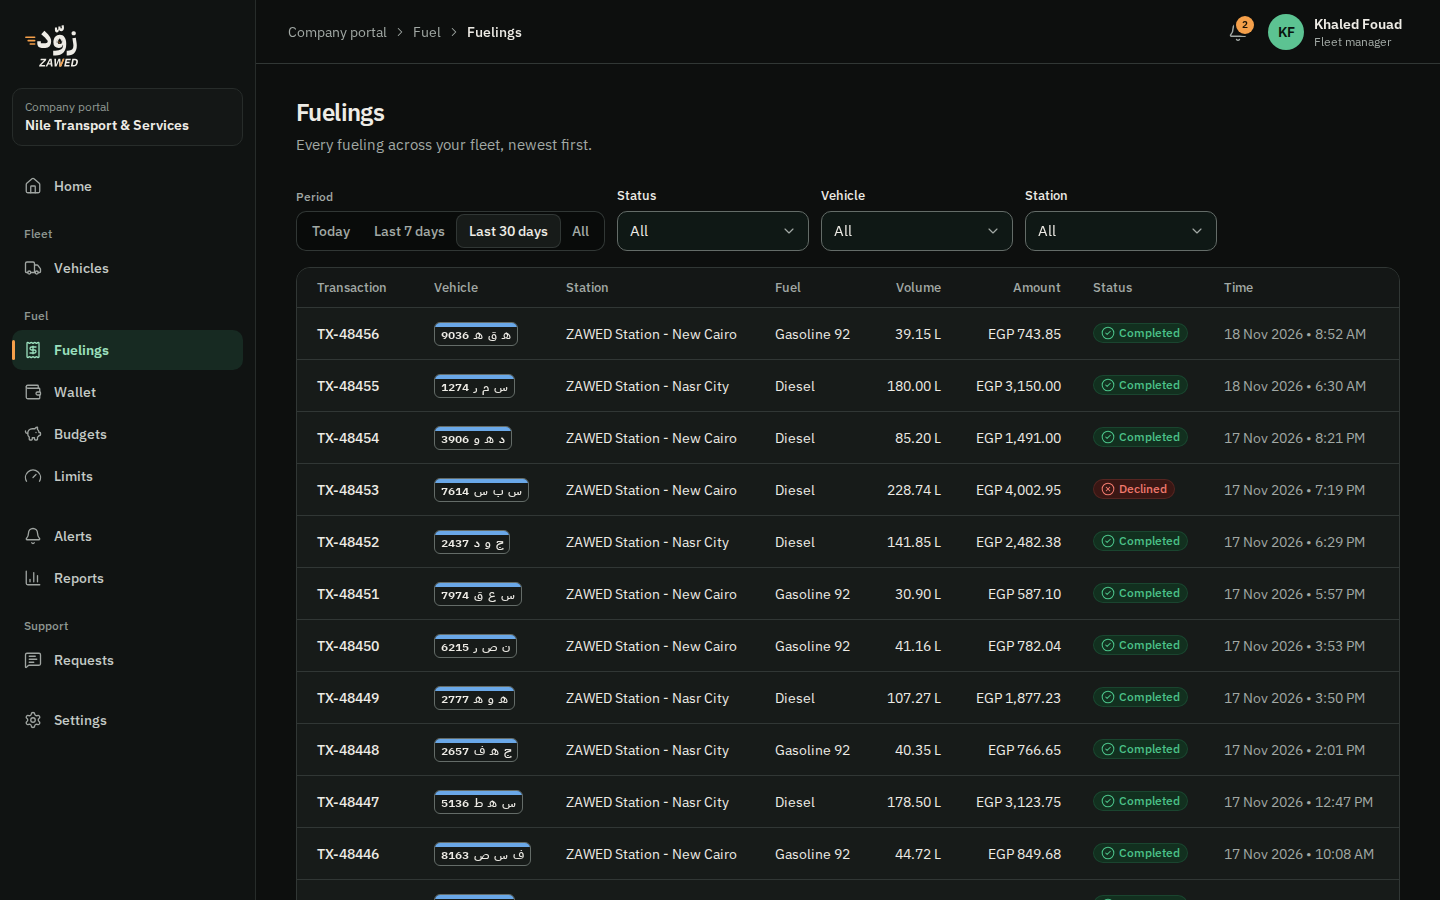 زوّد
ZAWED
Company portal
Nile Transport & Services
Home
Fleet
Vehicles
Fuel
Fuelings
Wallet
Budgets
Limits
Alerts
Reports
Support
Requests
Settings
Company portal > Fuel > Fuelings
2
KF
Khaled Fouad
Fleet manager
Fuelings
Every fueling across your fleet, newest first.
Period Status Vehicle Station
Today Last 7 days Last 30 days All All All All
Transaction Vehicle Station Fuel Volume Amount Status Time
TX-48456 9036 ه ق ه ZAWED Station - New Cairo Gasoline 92 39.15 L EGP 743.85 Completed 18 Nov 2026 • 8:52 AM
TX-48455 1274 س م ر ZAWED Station - Nasr City Diesel 180.00 L EGP 3,150.00 Completed 18 Nov 2026 • 6:30 AM
TX-48454 3906 د ه و ZAWED Station - New Cairo Diesel 85.20 L EGP 1,491.00 Completed 17 Nov 2026 • 8:21 PM
TX-48453 7614 س ب س ZAWED Station - New Cairo Diesel 228.74 L EGP 4,002.95 Declined 17 Nov 2026 • 7:19 PM
TX-48452 2437 ج و د ZAWED Station - Nasr City Diesel 141.85 L EGP 2,482.38 Completed 17 Nov 2026 • 6:29 PM
TX-48451 7974 س ع ق ZAWED Station - New Cairo Gasoline 92 30.90 L EGP 587.10 Completed 17 Nov 2026 • 5:57 PM
TX-48450 6215 ن ص ر ZAWED Station - New Cairo Gasoline 92 41.16 L EGP 782.04 Completed 17 Nov 2026 • 3:53 PM
TX-48449 2777 ه و ه ZAWED Station - Nasr City Diesel 107.27 L EGP 1,877.23 Completed 17 Nov 2026 • 3:50 PM
TX-48448 2657 ج ه ف ZAWED Station - Nasr City Gasoline 92 40.35 L EGP 766.65 Completed 17 Nov 2026 • 2:01 PM
TX-48447 5136 س ه ط ZAWED Station - Nasr City Diesel 178.50 L EGP 3,123.75 Completed 17 Nov 2026 • 12:47 PM
TX-48446 8163 ف س ص ZAWED Station - New Cairo Gasoline 92 44.72 L EGP 849.68 Completed 17 Nov 2026 • 10:08 AM